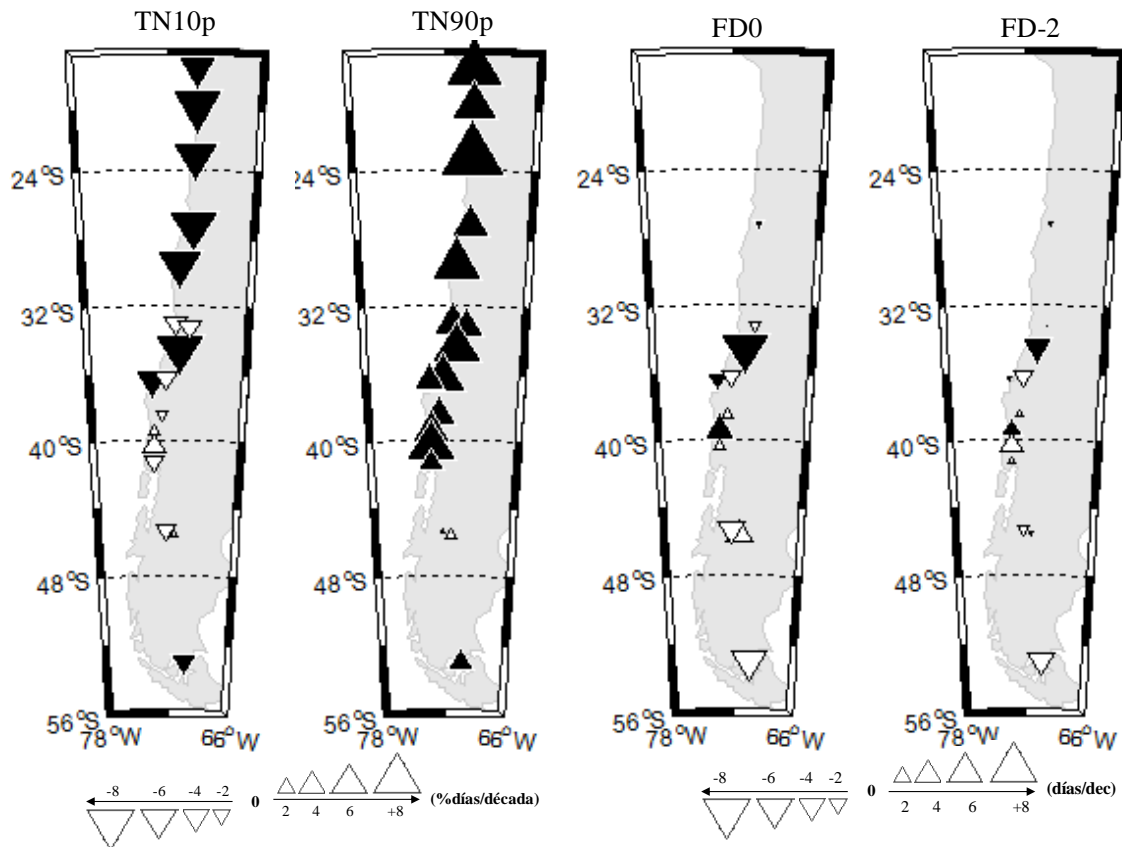 TN10p TN90p FD0 FD-2
24°S 24°S 24°S 24°S
32°S 32°S 32°S 32°S
40°S 40°S 40°S 40°S
48°S 48°S 48°S 48°S
56°S 56°S 56°S 56°S
78°W 66°W 78°W 66°W 78°W 66°W 78°W 66°W
-8 -6 -4 -2 0 2 4 6 +8 (%días/década)
-8 -6 -4 -2 0 2 4 6 +8 (días/dec)